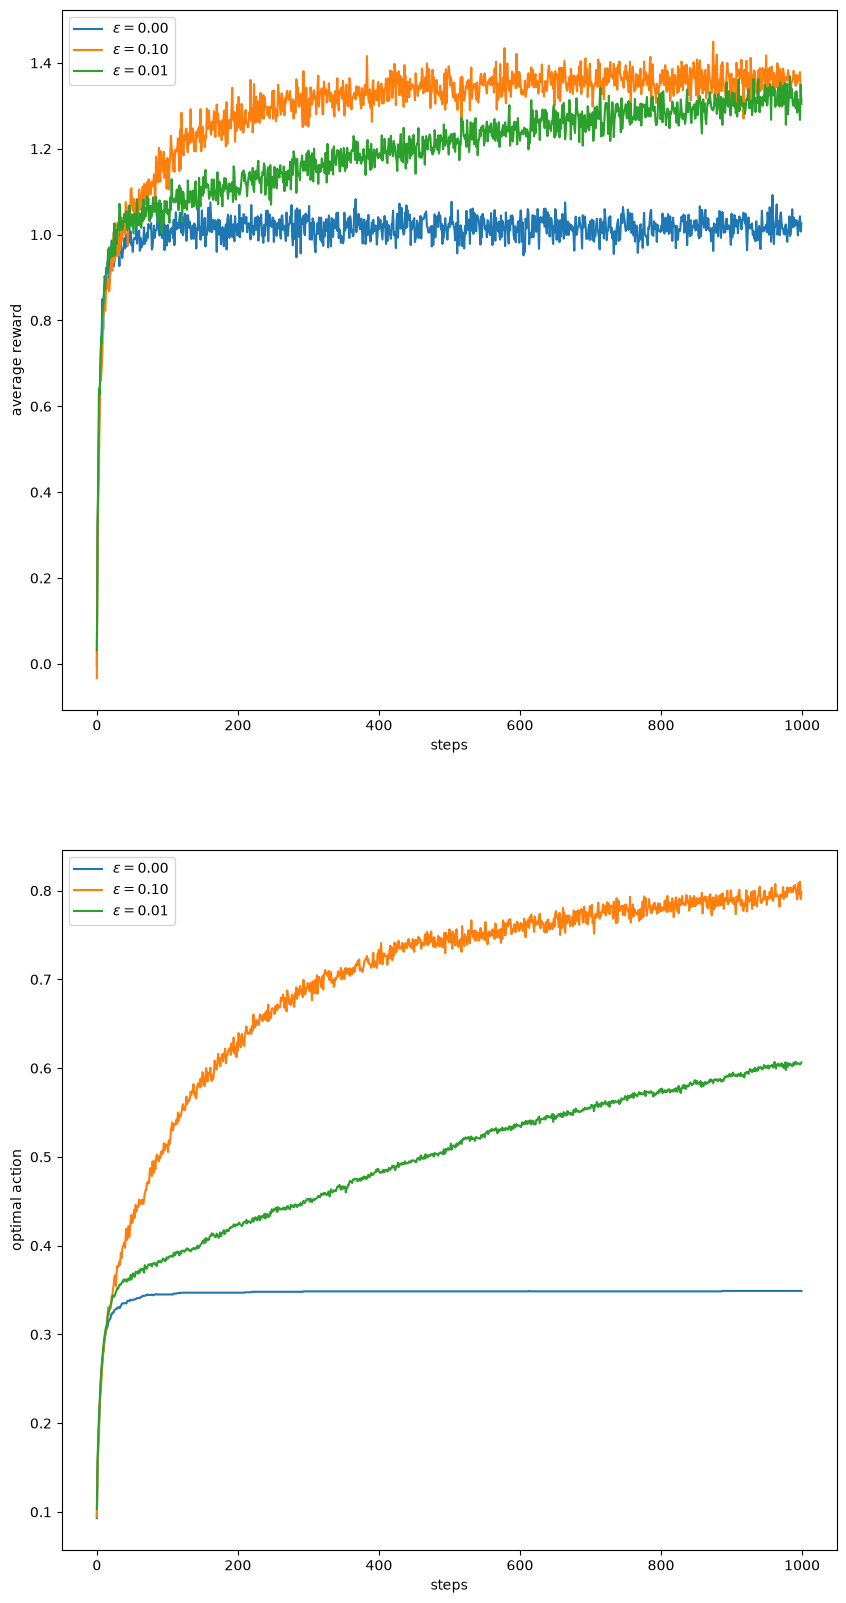 ε = 0.00
ε = 0.10
ε = 0.01
1.4
1.2
1.0
0.8
0.6
0.4
0.2
0.0
average reward
0 200 400 600 800 1000
steps
ε = 0.00
ε = 0.10
ε = 0.01
0.8
0.7
0.6
0.5
0.4
0.3
0.2
0.1
optimal action
0 200 400 600 800 1000
steps